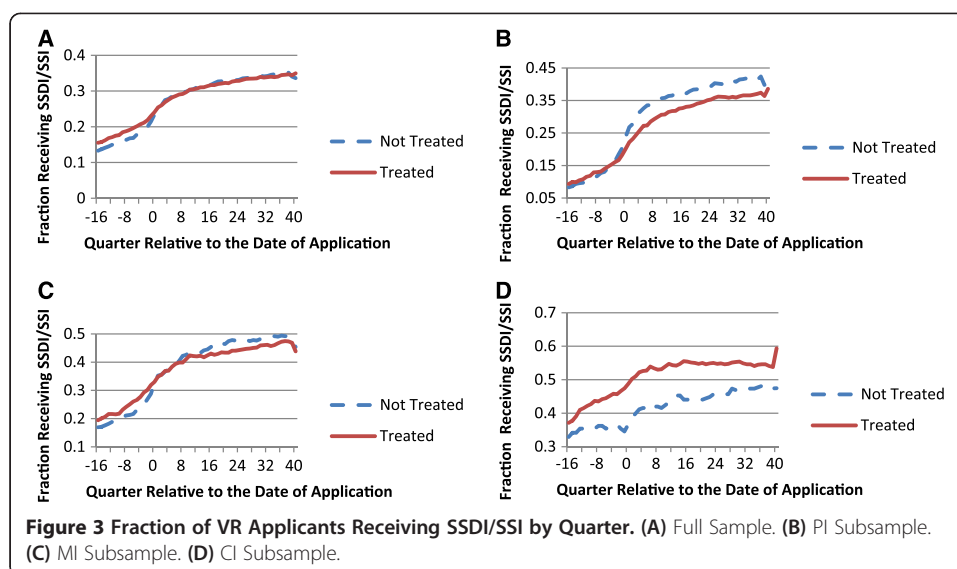 A
Fraction Receiving SSDI/SSI
0.4
0.3
0.2
0.1
0
-16 -8 0 8 16 24 32 40
Quarter Relative to the Date of Application
Not Treated
Treated
B
Fraction Receiving SSDI/SSI
0.45
0.35
0.25
0.15
0.05
-16 -8 0 8 16 24 32 40
Quarter Relative to the Date of Application
Not Treated
Treated
C
Fraction Receiving SSDI/SSI
0.5
0.4
0.3
0.2
0.1
-16 -8 0 8 16 24 32 40
Quarter Relative to the Date of Application
Not Treated
Treated
D
Fraction Receiving SSDI/SSI
0.7
0.6
0.5
0.4
0.3
-16 -8 0 8 16 24 32 40
Quarter Relative to the Date of Application
Not Treated
Treated
Figure 3 Fraction of VR Applicants Receiving SSDI/SSI by Quarter. (A) Full Sample. (B) PI Subsample.
(C) MI Subsample. (D) CI Subsample.